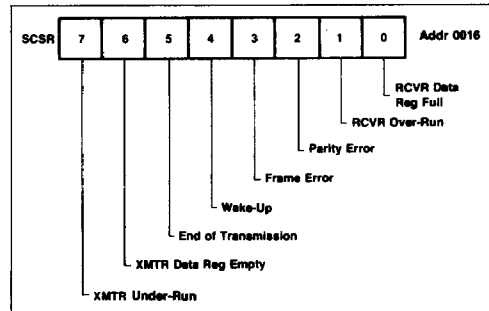 SCSR 7 6 5 4 3 2 1 0 Addr 0016
RCVR Data
Reg Full
RCVR Over-Run
Parity Error
Frame Error
Wake-Up
End of Transmission
XMTR Data Reg Empty
XMTR Under-Run